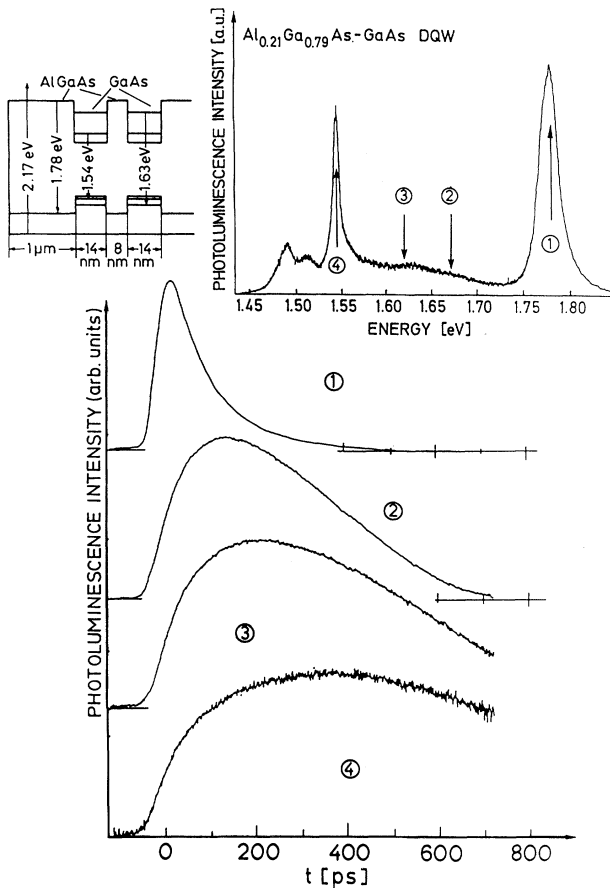 AlGaAs GaAs
2.17 eV
1.78 eV
1.54eV
1.63eV
1μm 14 nm 8 nm 14 nm
PHOTOLUMINESCENCE INTENSITY [a.u.]
Al0.21Ga0.79As-GaAs DQW
① ② ③ ④
1.45 1.50 1.55 1.60 1.65 1.70 1.75 1.80
ENERGY [eV]
PHOTOLUMINESCENCE INTENSITY (arb. units)
①
②
③
④
0 200 400 600 800
t [ps]